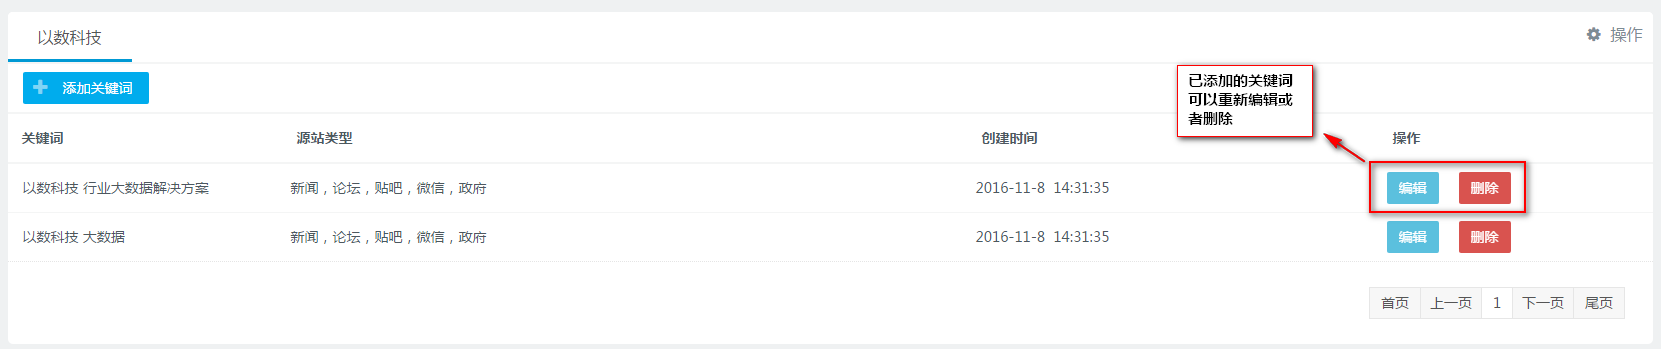 以数科技
操作
添加关键词
已添加的关键词
可以重新编辑或
者删除
关键词 源站类型 创建时间 操作
以数科技 行业大数据解决方案 新闻，论坛，贴吧，微信，政府 2016-11-8 14:31:35 编辑 删除
以数科技 大数据 新闻，论坛，贴吧，微信，政府 2016-11-8 14:31:35 编辑 删除
首页 上一页 1 下一页 尾页